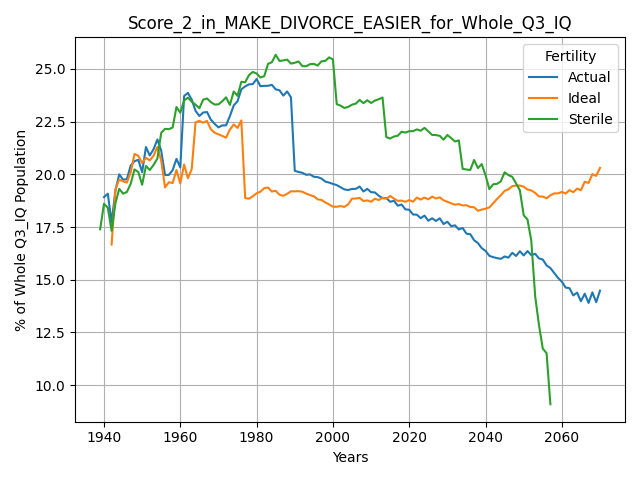 Score_2_in_MAKE_DIVORCE_EASIER_for_Whole_Q3_IQ
Fertility
Actual
Ideal
Sterile
% of Whole Q3_IQ Population
25.0
22.5
20.0
17.5
15.0
12.5
10.0
1940 1960 1980 2000 2020 2040 2060
Years